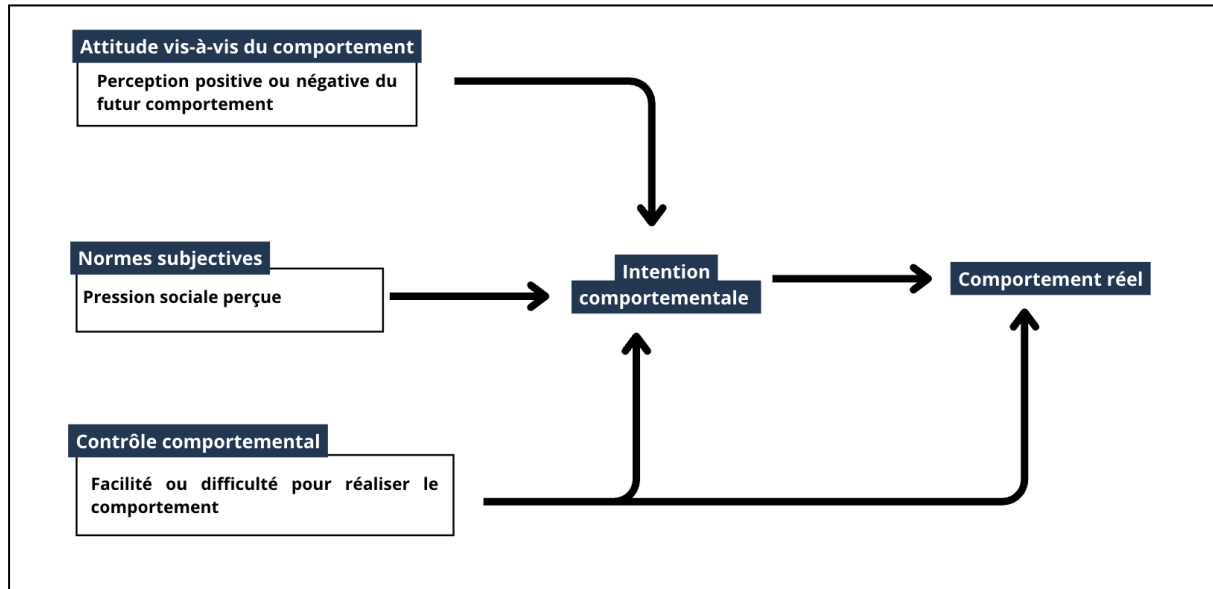 Attitude vis-à-vis du comportement
Perception positive ou négative du
futur comportement
Normes subjectives
Pression sociale perçue
Intention
comportementale
Comportement réel
Contrôle comportemental
Facilité ou difficulté pour réaliser le
comportement